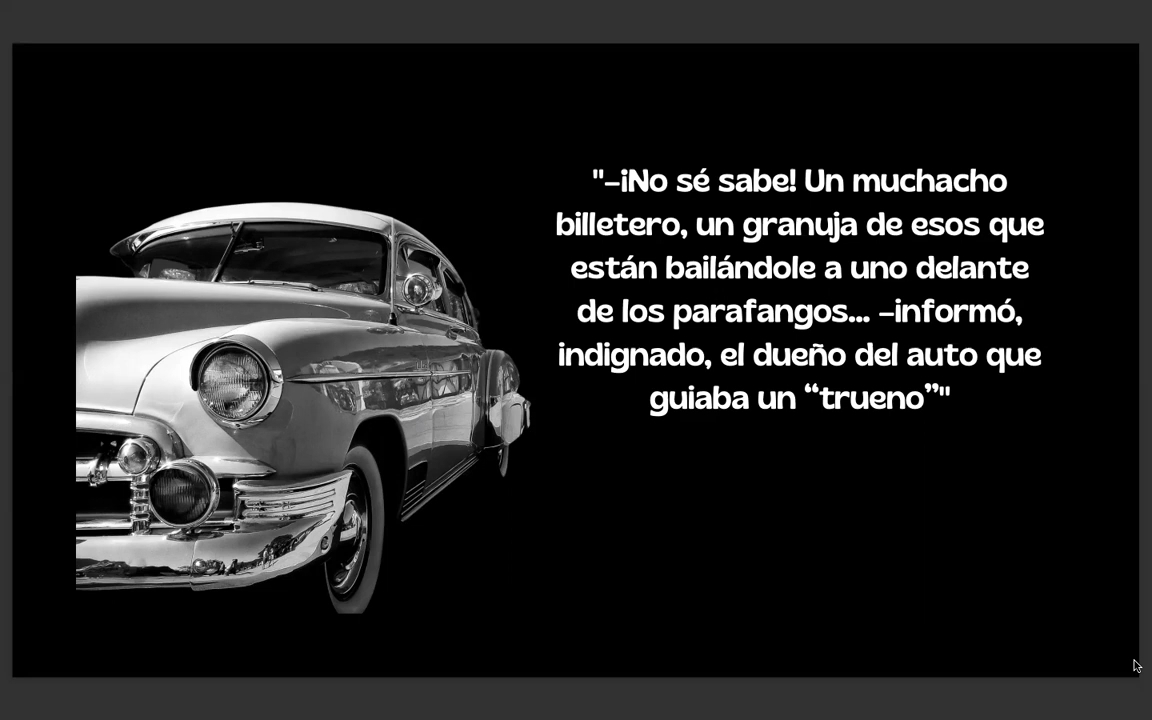 "–¡No sé sabe! Un muchacho
billetero, un granuja de esos que
están bailándole a uno delante
de los parafangos... –informó,
indignado, el dueño del auto que
guiaba un “trueno”"